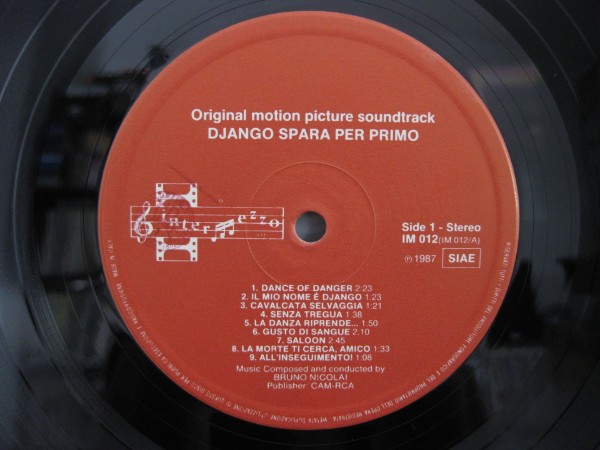 Original motion picture soundtrack
DJANGO SPARA PER PRIMO
inter ezzo
Side 1 - Stereo
IM 012 (IM 012/A)
℗ 1987 SIAE
1. DANCE OF DANGER 2:23
2. IL MIO NOME È DJANGO 1:23
3. CAVALCATA SELVAGGIA 1:21
4. SENZA TREGUA 1:38
5. LA DANZA RIPRENDE... 1:50
6. GUSTO DI SANGUE 2.10
7. SALOON 2:45
8. LA MORTE TI CERCA, AMICO 1:33
9. ALL'INSEGUIMENTO! 1:08
Music Composed and conducted by
BRUNO NICOLAI
Publisher CAM-RCA